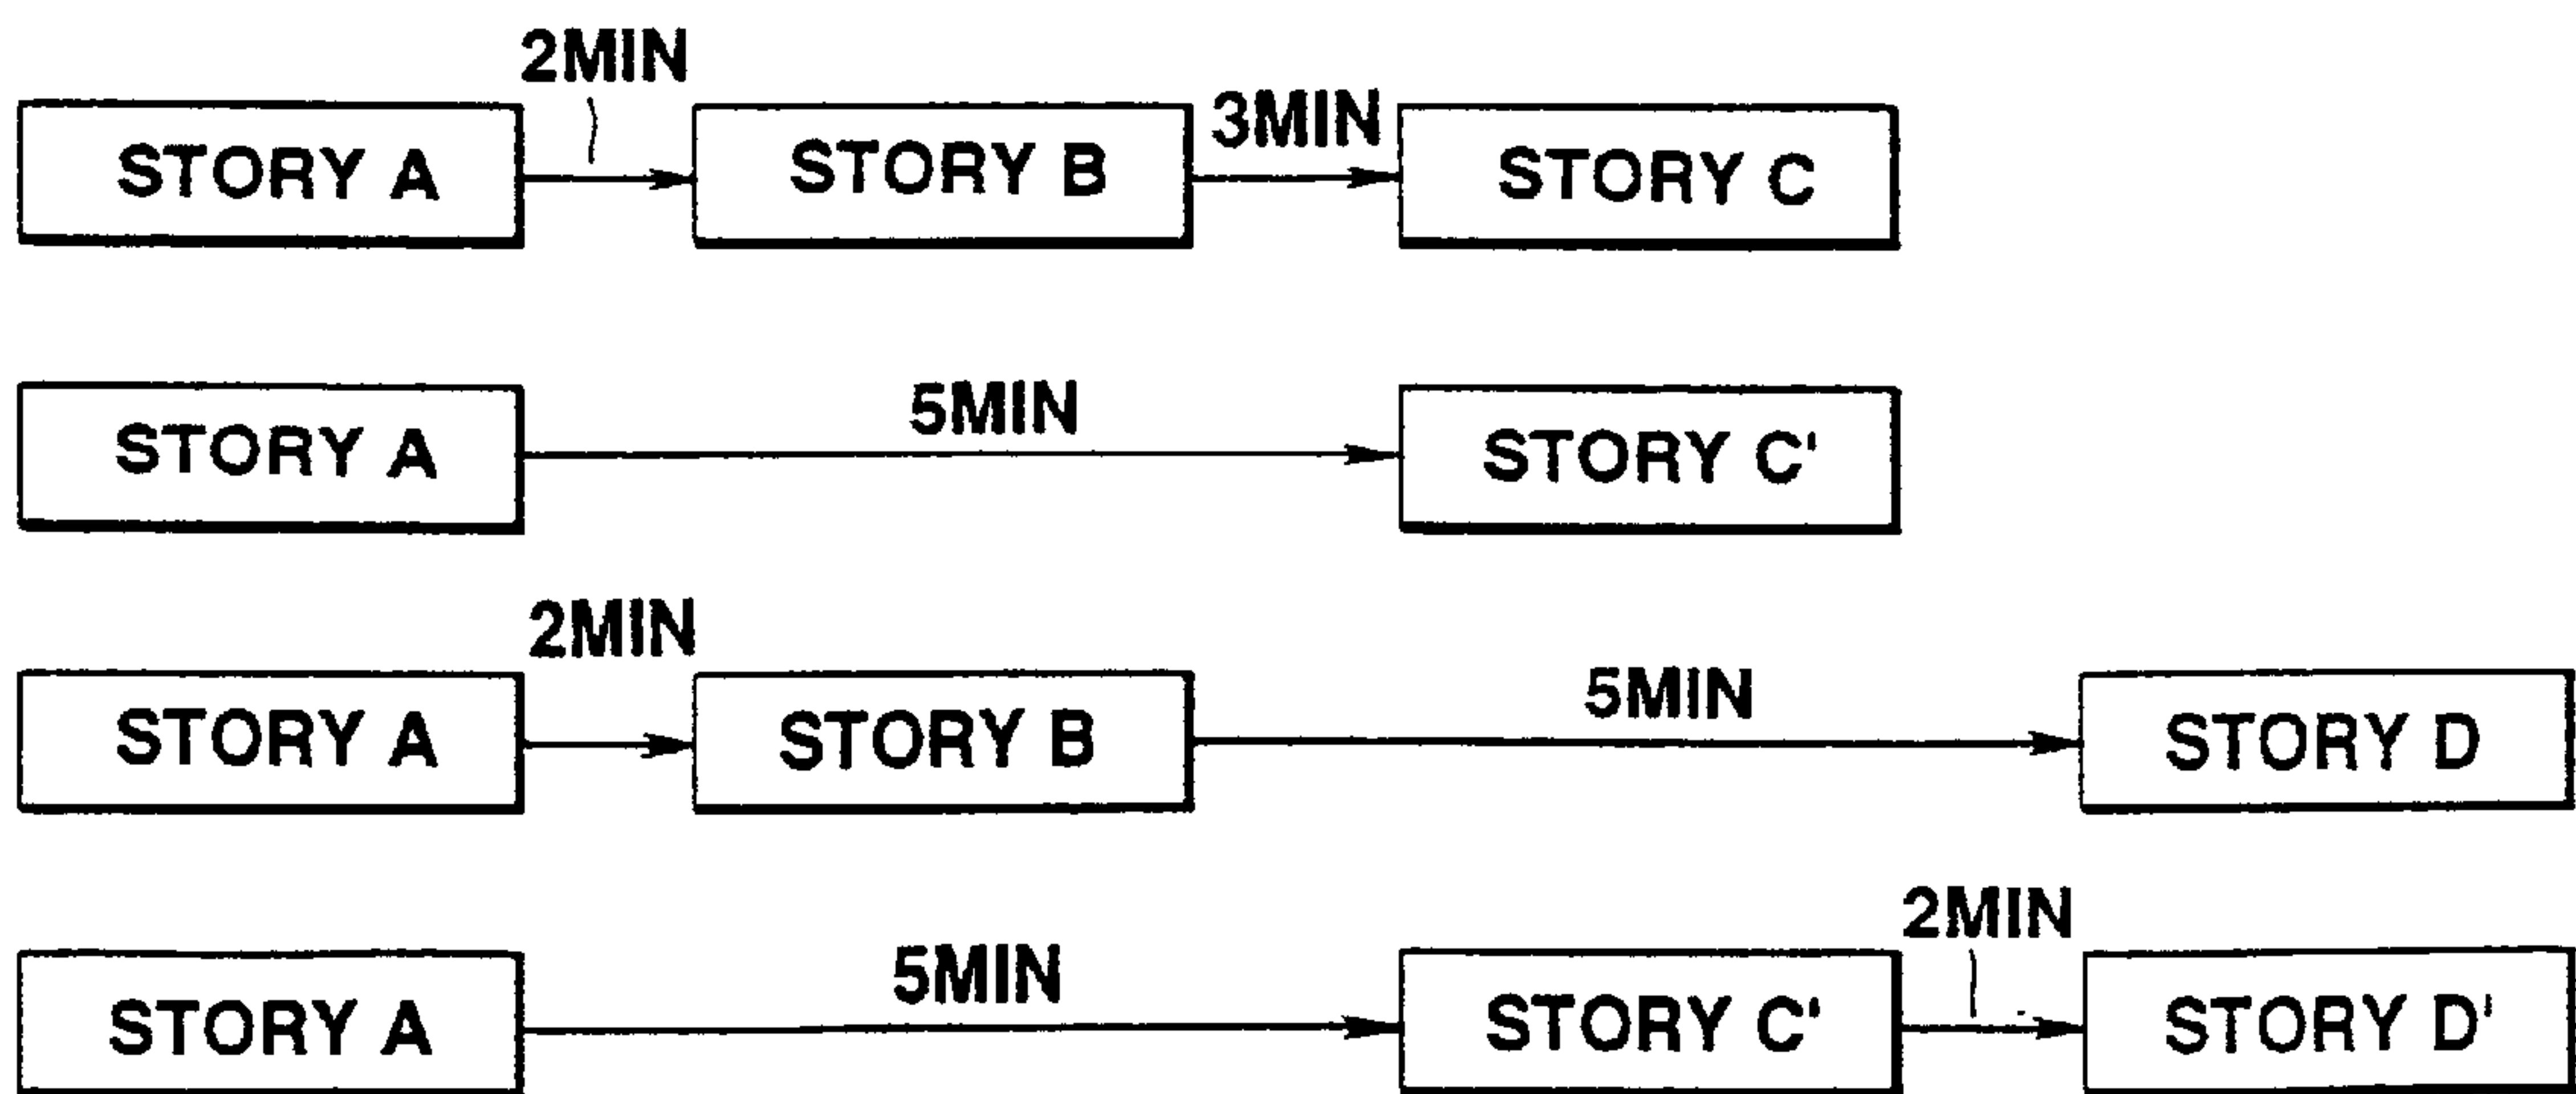 2MIN
3MIN
STORY A STORY B STORY C
5MIN
STORY A STORY C'
2MIN
5MIN
STORY A STORY B STORY D
2MIN
5MIN
STORY A STORY C' STORY D'